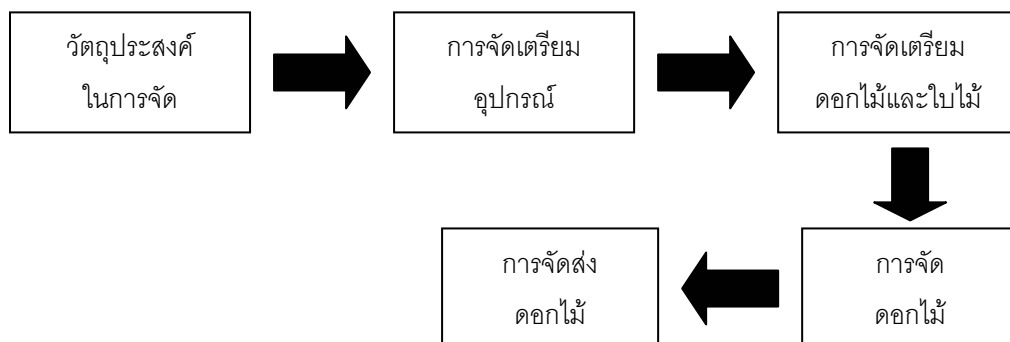 วัตถุประสงค์
ในการจัด
การจัดเตรียม
อุปกรณ์
การจัดเตรียม
ดอกไม้และใบไม้
การจัด
ดอกไม้
การจัดส่ง
ดอกไม้